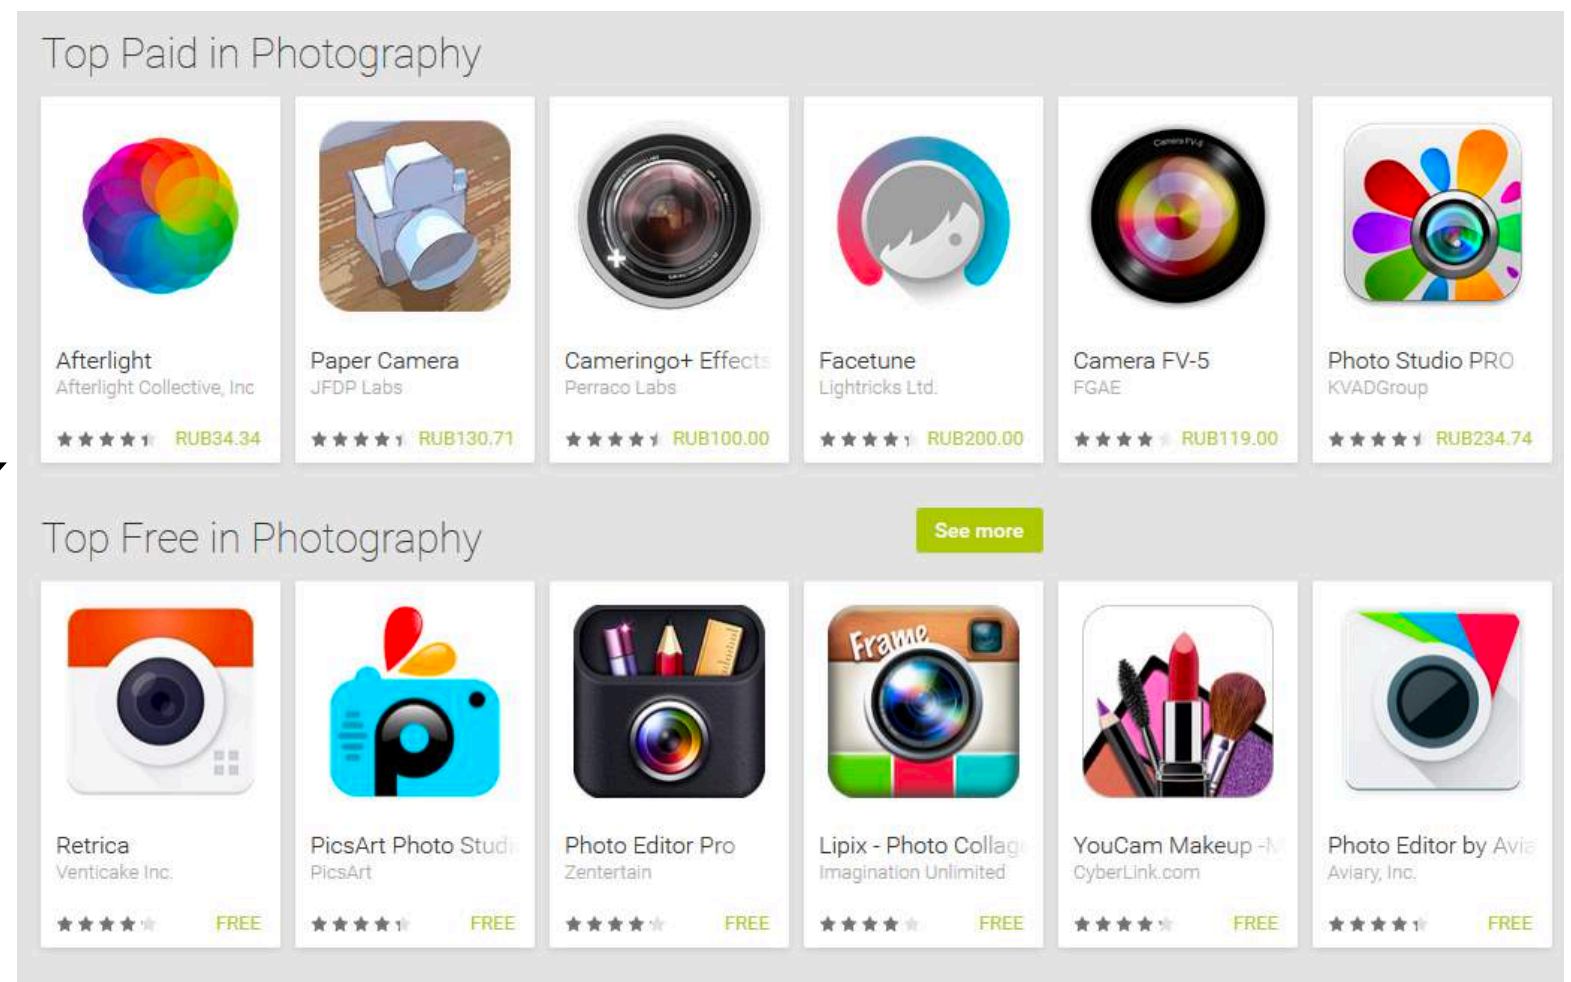 Top Paid in Photography
Afterlight
Afterlight Collective, Inc
RUB34.34
Paper Camera
JFDP Labs
RUB130.71
Cameringo+ Effects
Perraco Labs
RUB100.00
Facetune
Lightricks Ltd.
RUB200.00
Camera FV-5
Camera FV-5
FGAE
RUB119.00
Photo Studio PRO
KVADGroup
RUB234.74
Top Free in Photography
See more
Retrica
Venticake Inc.
FREE
PicsArt Photo Studi
PicsArt
FREE
Photo Editor Pro
Zentertain
FREE
Frame
Lipix - Photo Collag
Imagination Unlimited
FREE
YouCam Makeup -M
CyberLink.com
FREE
Photo Editor by Avia
Aviary, Inc.
FREE